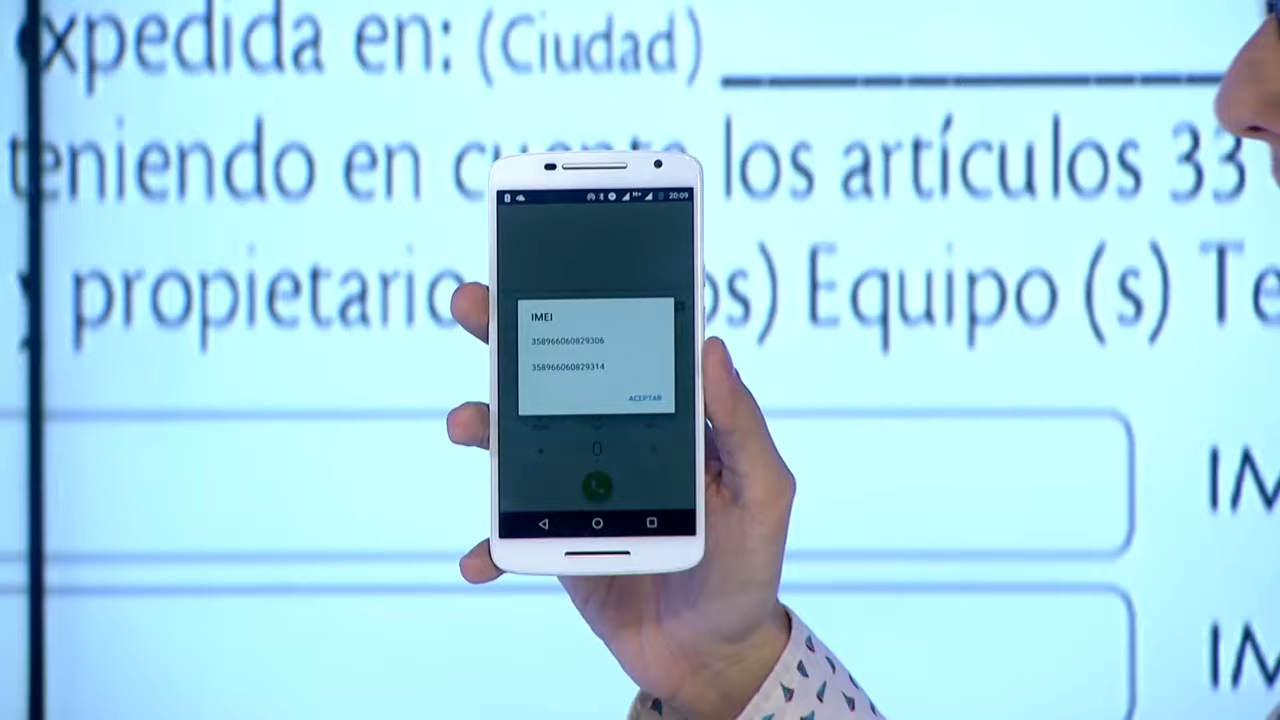 expedida en: (Ciudad)
teniendo en cuenta los artículos 33
y propietario os) Equipo (s) Te
20:09
IMEI
358966060829306
358966060829314
ACEPTAR
0
IM
IM